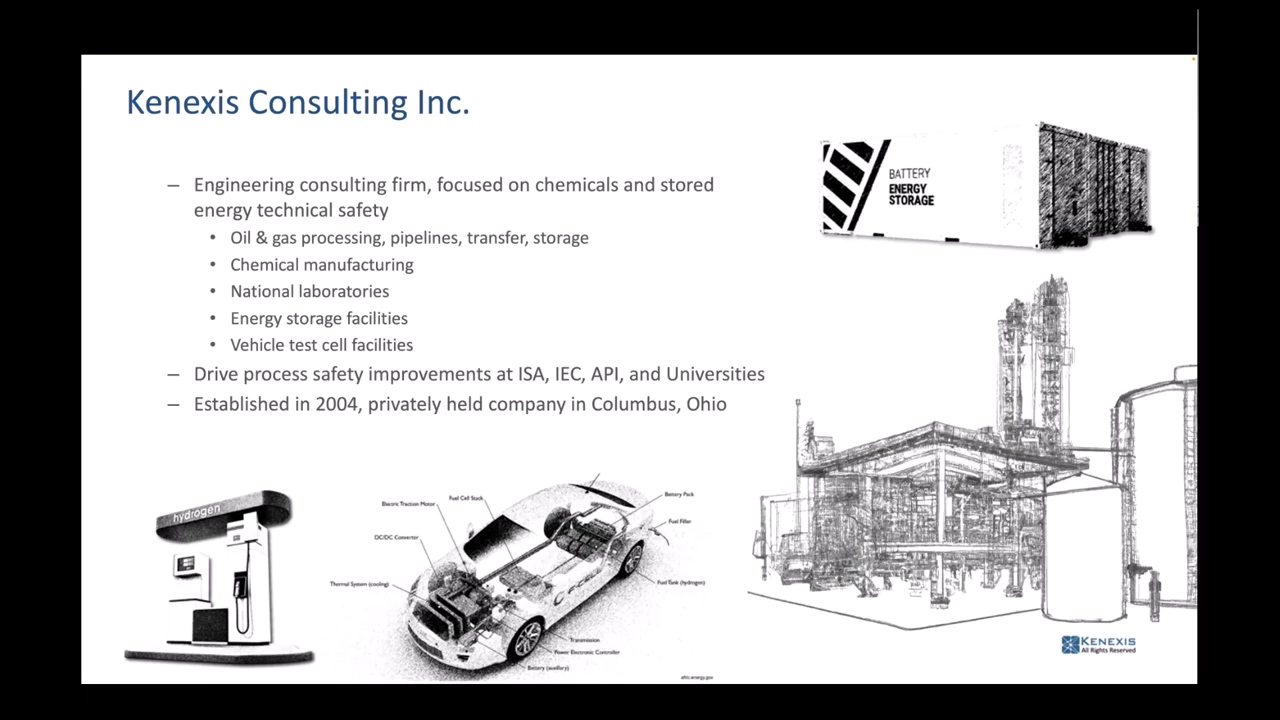 Kenexis Consulting Inc.
– Engineering consulting firm, focused on chemicals and stored
energy technical safety
• Oil & gas processing, pipelines, transfer, storage
• Chemical manufacturing
• National laboratories
• Energy storage facilities
• Vehicle test cell facilities
– Drive process safety improvements at ISA, IEC, API, and Universities
– Established in 2004, privately held company in Columbus, Ohio
BATTERY
ENERGY
STORAGE
hydrogen
Fuel Cell Stack
Electric Traction Motor
DC/DC Converter
Thermal System (cooling)
Battery Pack
Fuel Filler
Fuel Tank (hydrogen)
Transmission
Power Electronic Controller
Battery (auxiliary)
afdc.energy.gov
KENEXIS
All Rights Reserved